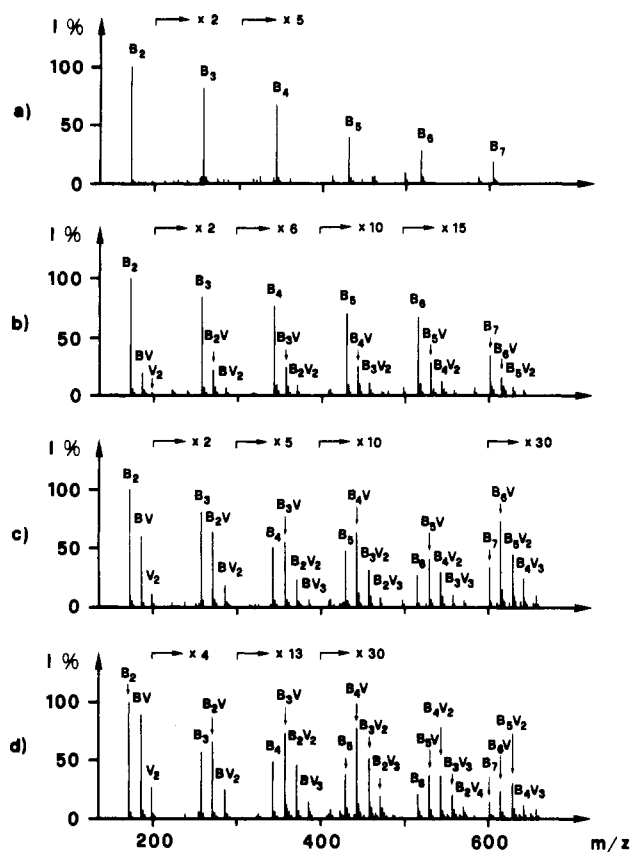 I %
× 2 × 5
100
50
0
a)
B₂ B₃ B₄ B₅ B₆ B₇
I %
× 2 × 6 × 10 × 15
100
50
0
b)
B₂ BV V₂ B₃ B₂V BV₂ B₄ B₃V B₂V₂ B₅ B₄V B₃V₂ B₆ B₅V B₄V₂ B₇ B₆V B₅V₂
I %
× 2 × 5 × 10 × 30
100
50
0
c)
B₂ BV V₂ B₃ B₂V BV₂ B₄ B₃V B₂V₂ BV₃ B₅ B₄V B₃V₂ B₂V₃ B₆ B₅V B₄V₂ B₃V₃ B₇ B₆V B₅V₂ B₄V₃
I %
× 4 × 13 × 30
100
50
0
d)
B₂ BV V₂ B₃ B₂V BV₂ B₄ B₃V B₂V₂ BV₃ B₅ B₄V B₃V₂ B₂V₃ B₆ B₅V B₄V₂ B₃V₃ B₂V₄ B₇ B₆V B₅V₂ B₄V₃
200 400 600 m/z